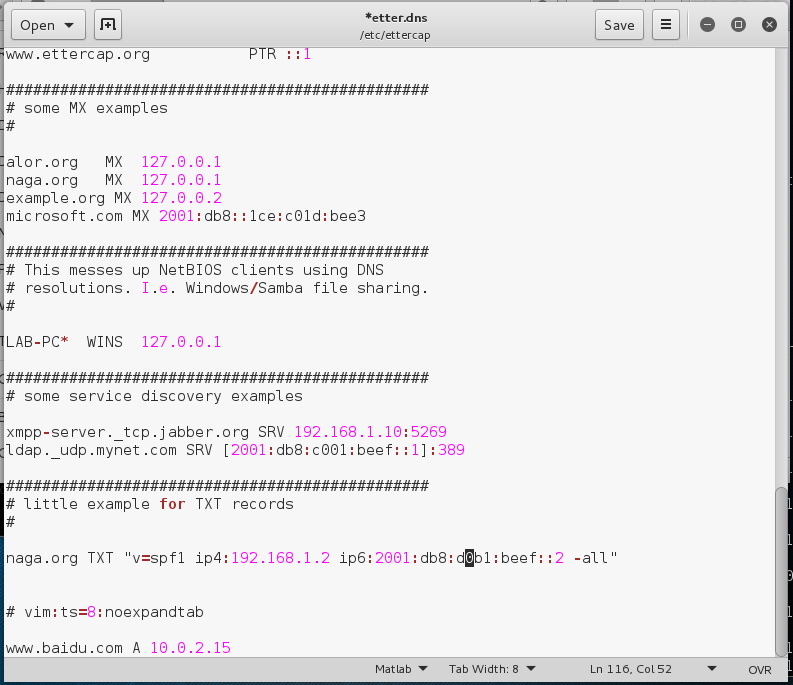 Open
*etter.dns
/etc/ettercap
Save
www.ettercap.org           PTR ::1
###############################################
# some MX examples
#
alor.org   MX  127.0.0.1
naga.org   MX  127.0.0.1
example.org MX 127.0.0.2
microsoft.com MX 2001:db8::1ce:c01d:bee3
###############################################
# This messes up NetBIOS clients using DNS
# resolutions. I.e. Windows/Samba file sharing.
#
LAB-PC*  WINS  127.0.0.1
###############################################
# some service discovery examples
xmpp-server._tcp.jabber.org SRV 192.168.1.10:5269
ldap._udp.mynet.com SRV [2001:db8:c001:beef::1]:389
###############################################
# little example for TXT records
#
naga.org TXT "v=spf1 ip4:192.168.1.2 ip6:2001:db8:d0b1:beef::2 -all"
# vim:ts=8:noexpandtab
www.baidu.com A 10.0.2.15
Matlab Tab Width: 8 Ln 116, Col 52 OVR